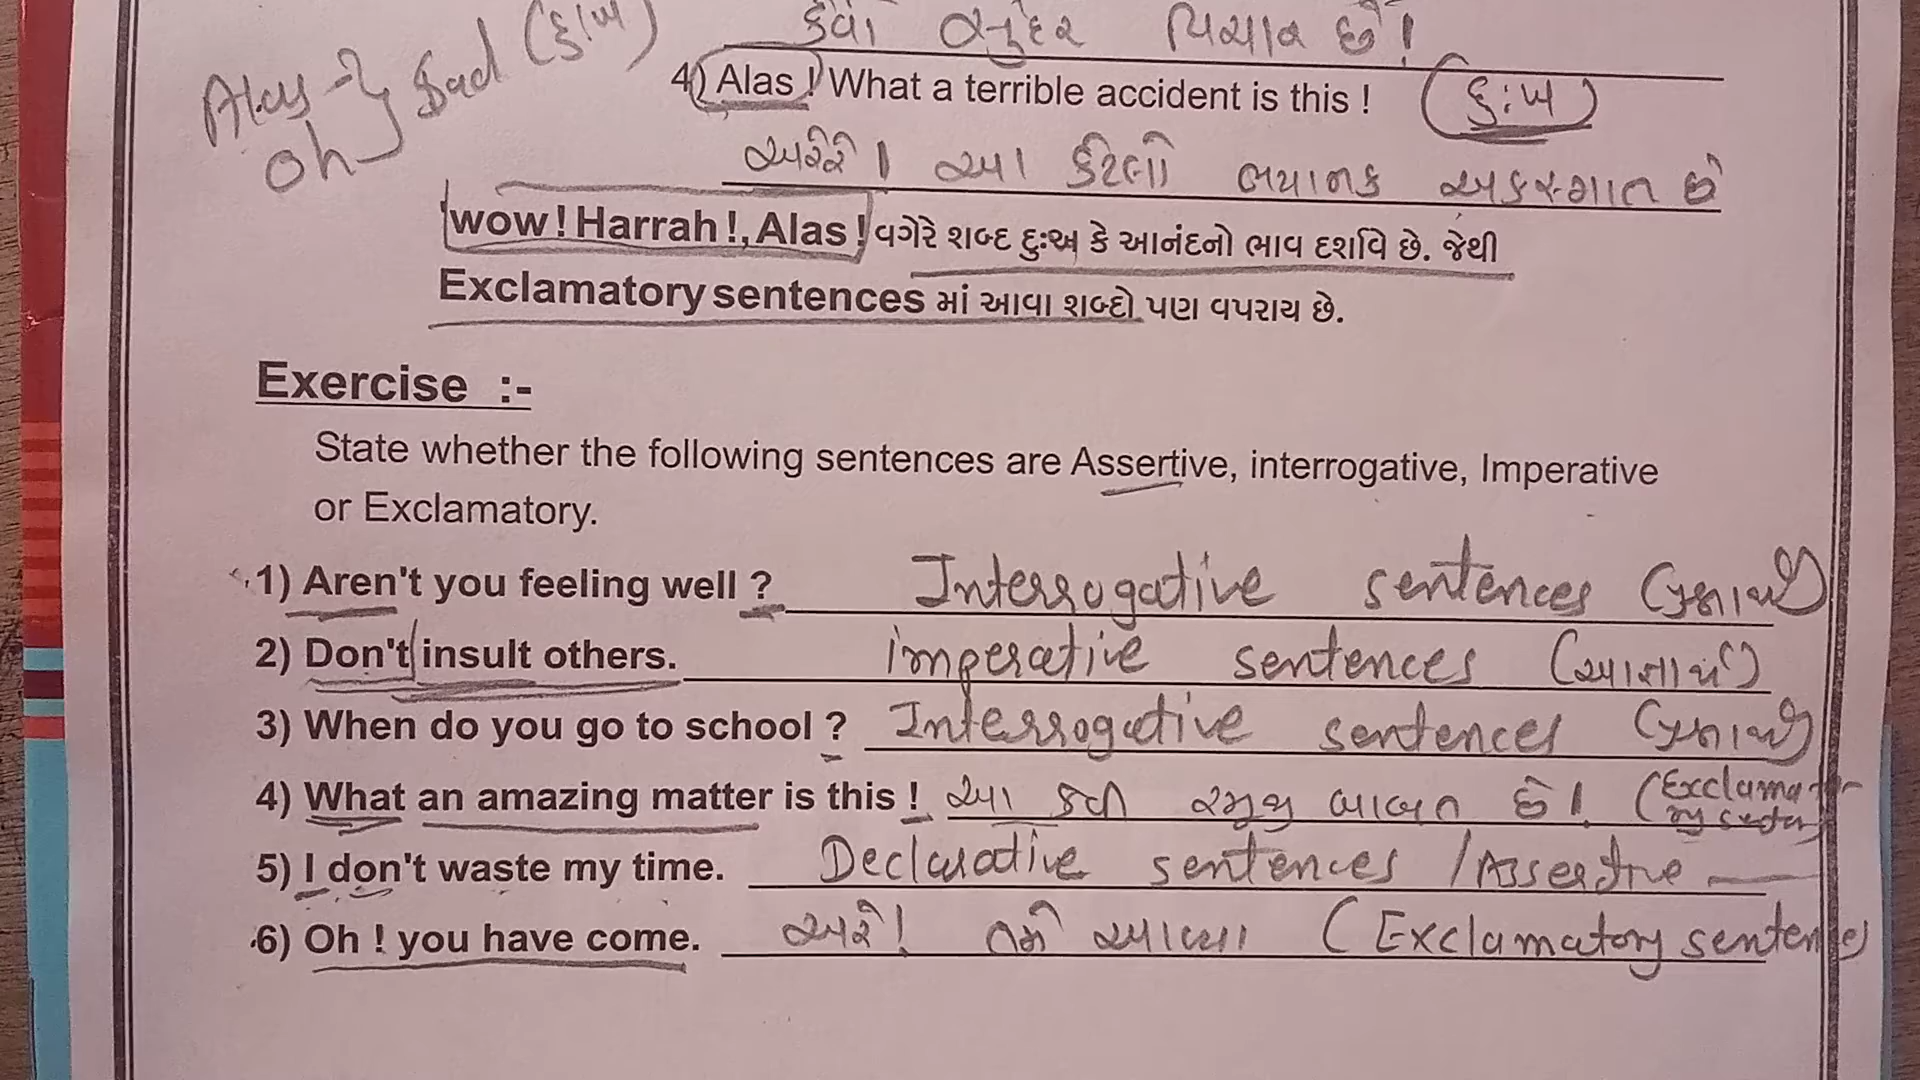 કેવો સુંદર વિચાર છે !
Alas
oh } Sad (દુ:ખ)
4) Alas ! What a terrible accident is this ! (દુ:ખ)
અરેરે ! આ કેટલો ભયાનક અકસ્માત છે
wow ! Harrah !, Alas ! વગેરે શબ્દ દુઃઅ કે આનંદનો ભાવ દર્શાવે છે. જેથી
Exclamatory sentences માં આવા શબ્દો પણ વપરાય છે.
Exercise :-
State whether the following sentences are Assertive, interrogative, Imperative
or Exclamatory.
1) Aren't you feeling well ? Interrogative sentences (પ્રશ્નાર્થ)
2) Don't insult others. imperative sentences (આજ્ઞાર્થ)
3) When do you go to school ? Interrogative sentences (પ્રશ્નાર્થ)
4) What an amazing matter is this ! આ કેવી રમુજી બાબત છે ! (Exclamatory
5) I don't waste my time. Declarative sentences / Assertive
6) Oh ! you have come. અરે ! તમે આવ્યા (Exclamatory sentences)